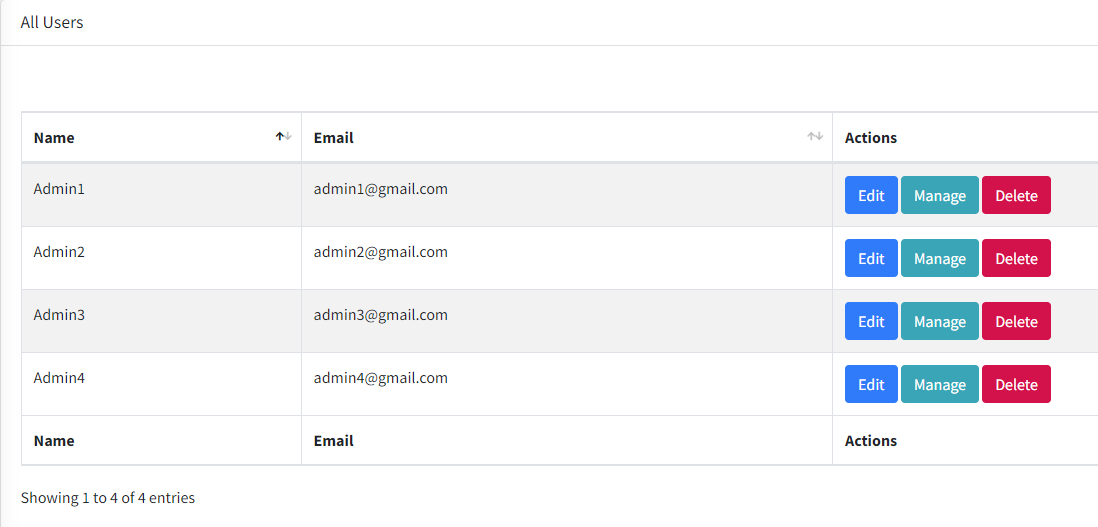 All Users
Name Email Actions
Admin1 admin1@gmail.com Edit Manage Delete
Admin2 admin2@gmail.com Edit Manage Delete
Admin3 admin3@gmail.com Edit Manage Delete
Admin4 admin4@gmail.com Edit Manage Delete
Name Email Actions
Showing 1 to 4 of 4 entries